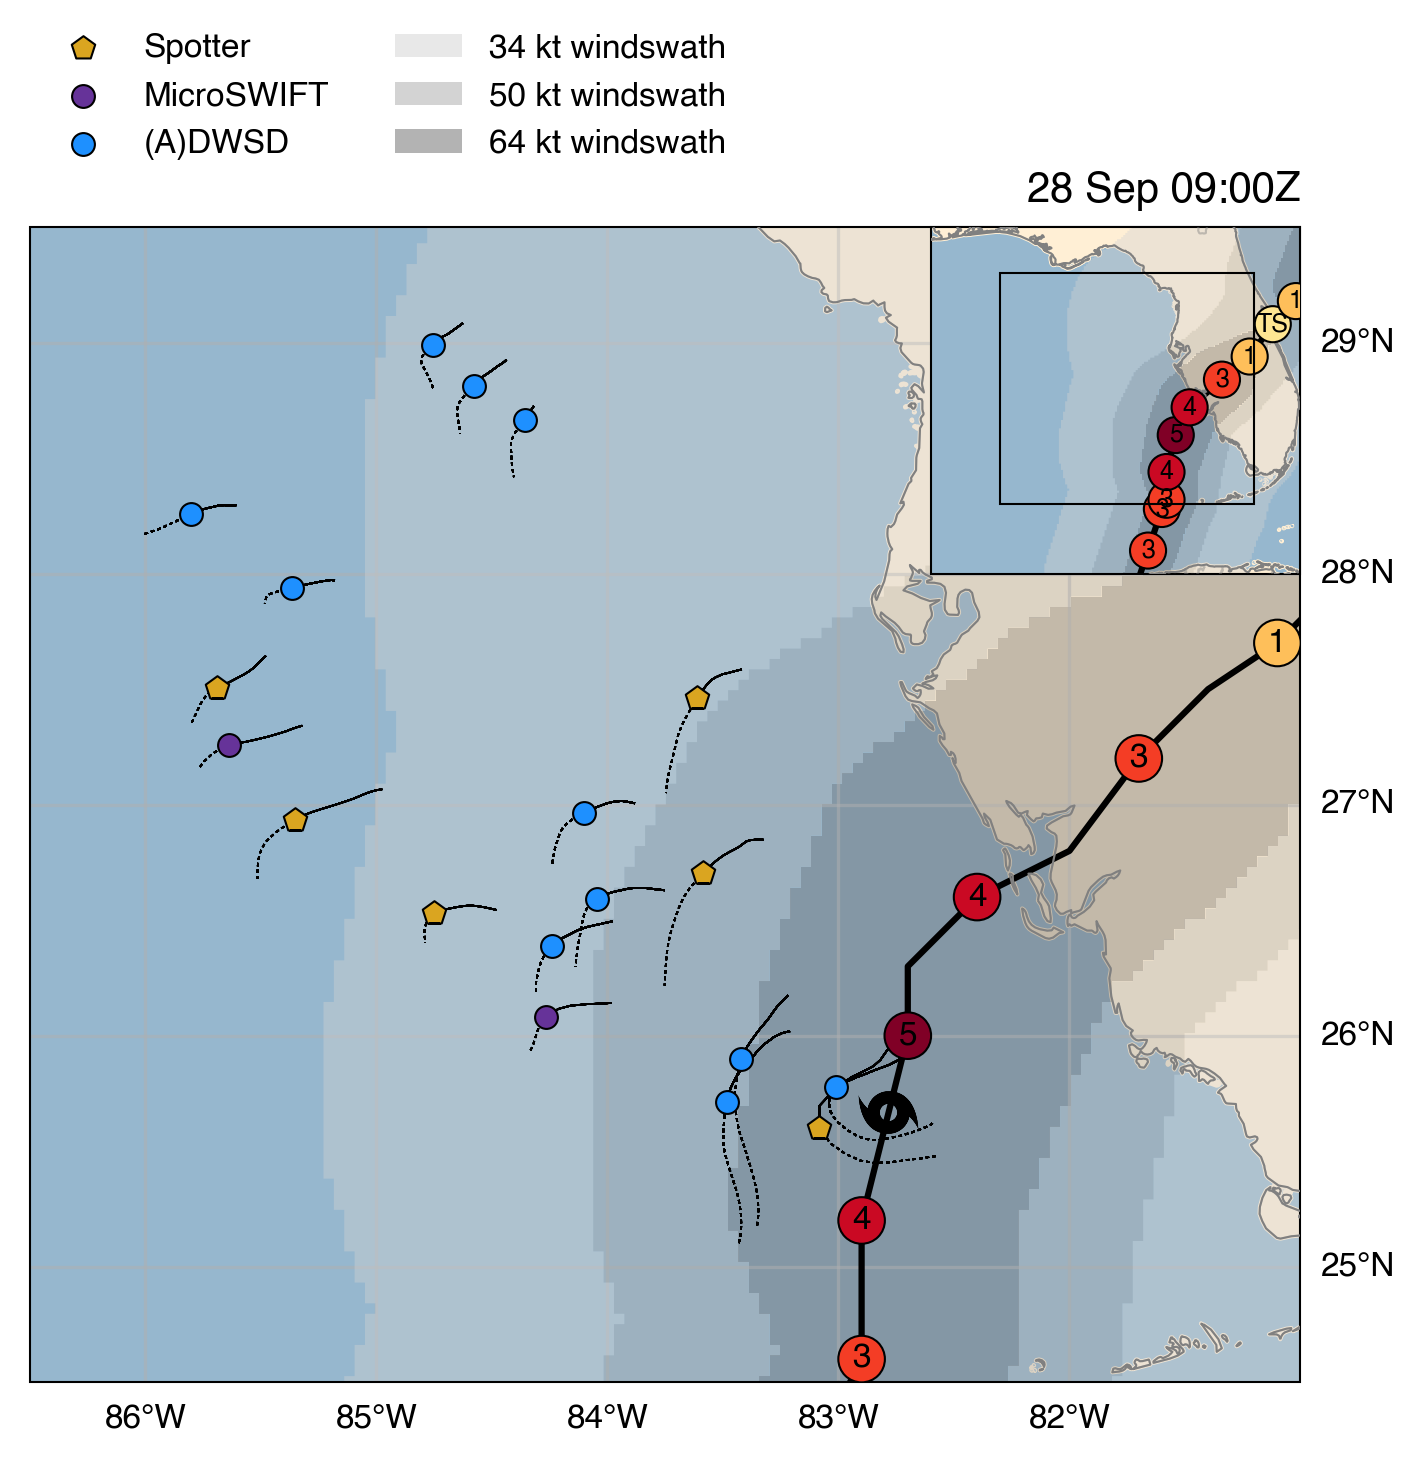 Spotter
MicroSWIFT
(A)DWSD
34 kt windswath
50 kt windswath
64 kt windswath
28 Sep 09:00Z
1
TS
1
3
4
5
4
3
3
3
29°N
28°N
27°N
26°N
25°N
1
3
4
5
4
3
86°W
85°W
84°W
83°W
82°W